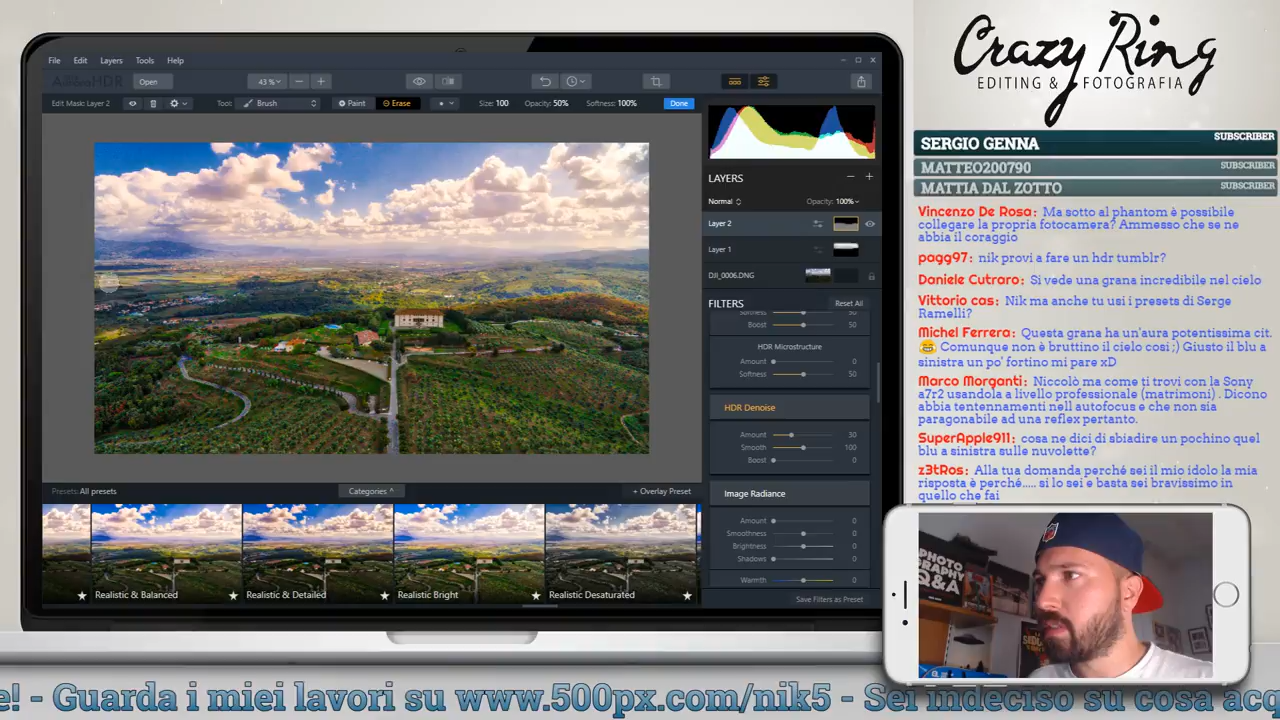 File Edit Layers Tools Help
AuroraHDR Open 43 %
Edit Mask: Layer 2 Tool: Brush Paint Erase Size: 100 Opacity: 50% Softness: 100% Done
LAYERS
Normal Opacity: 100%
Layer 2
Layer 1
DJI_0006.DNG
FILTERS Reset All
Softness 50
Boost 50
HDR Microstructure
Amount 0
Softness 50
HDR Denoise
Amount 30
Smooth 100
Boost 0
Image Radiance
Amount 0
Smoothness 0
Brightness 0
Shadows 0
Warmth 0
Save Filters as Preset
Presets: All presets Categories ^ + Overlay Preset
Realistic & Balanced Realistic & Detailed Realistic Bright Realistic Desaturated
Crazy Ring
EDITING & FOTOGRAFIA
SERGIO GENNA SUBSCRIBER
MATTEO200790 SUBSCRIBER
MATTIA DAL ZOTTO SUBSCRIBER
Vincenzo De Rosa: Ma sotto al phantom è possibile
collegare la propria fotocamera? Ammesso che se ne
abbia il coraggio
pagg97: nik provi a fare un hdr tumblr?
Daniele Cutraro: Si vede una grana incredibile nel cielo
Vittorio cas: Nik ma anche tu usi i presets di Serge
Ramelli?
Michel Ferrera: Questa grana ha un'aura potentissima cit.
😄 Comunque non è bruttino il cielo cosi ;) Giusto il blu a
sinistra un po' fortino mi pare xD
Marco Morganti: Niccolò ma come ti trovi con la Sony
a7r2 usandola a livello professionale (matrimoni) . Dicono
abbia tentennamenti nell autofocus e che non sia
paragonabile ad una reflex pertanto.
SuperApple911: cosa ne dici di sbiadire un pochino quel
blu a sinistra sulle nuvolette?
z3tRos: Alla tua domanda perché sei il mio idolo la mia
risposta è perché..... si lo sei e basta sei bravissimo in
quello che fai
PHOTO
Q&A
e! - Guarda i miei lavori su www.500px.com/nik5 - Sei indeciso su cosa acq